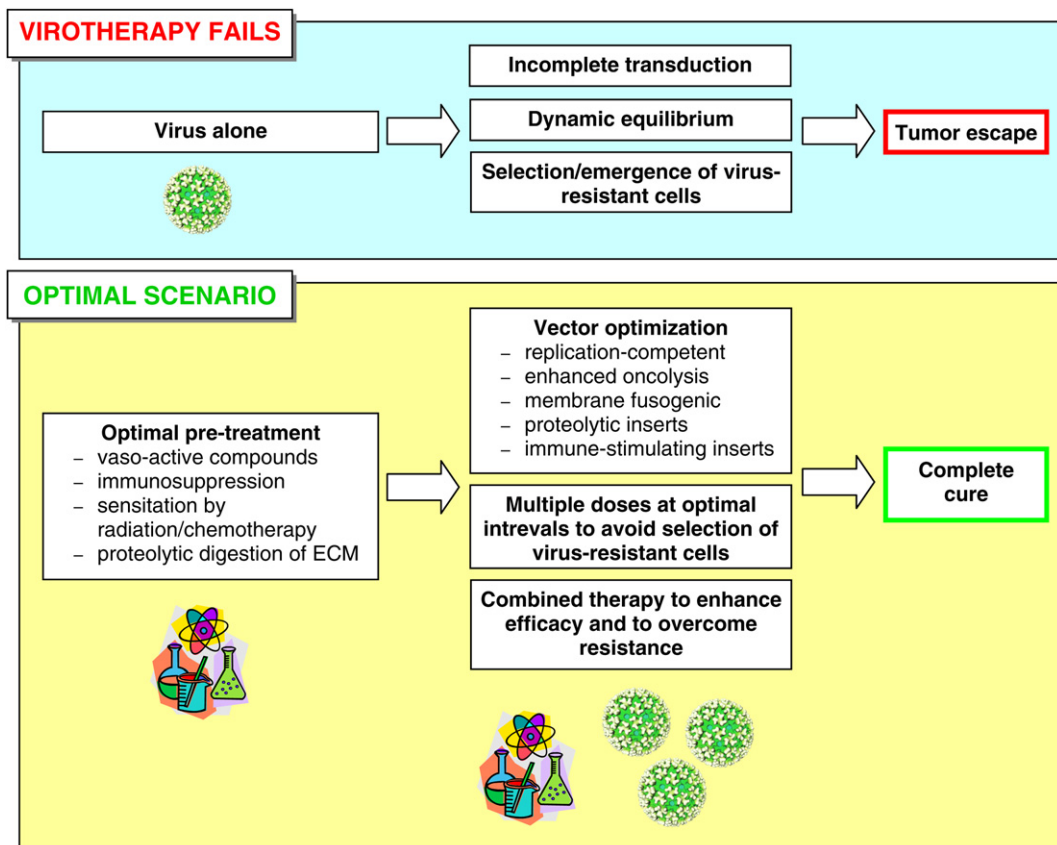 VIROTHERAPY FAILS
Virus alone
Incomplete transduction
Dynamic equilibrium
Selection/emergence of virus-
resistant cells
Tumor escape
OPTIMAL SCENARIO
Optimal pre-treatment
– vaso-active compounds
– immunosuppression
– sensitation by
radiation/chemotherapy
– proteolytic digestion of ECM
Vector optimization
– replication-competent
– enhanced oncolysis
– membrane fusogenic
– proteolytic inserts
– immune-stimulating inserts
Multiple doses at optimal
intrevals to avoid selection of
virus-resistant cells
Combined therapy to enhance
efficacy and to overcome
resistance
Complete
cure